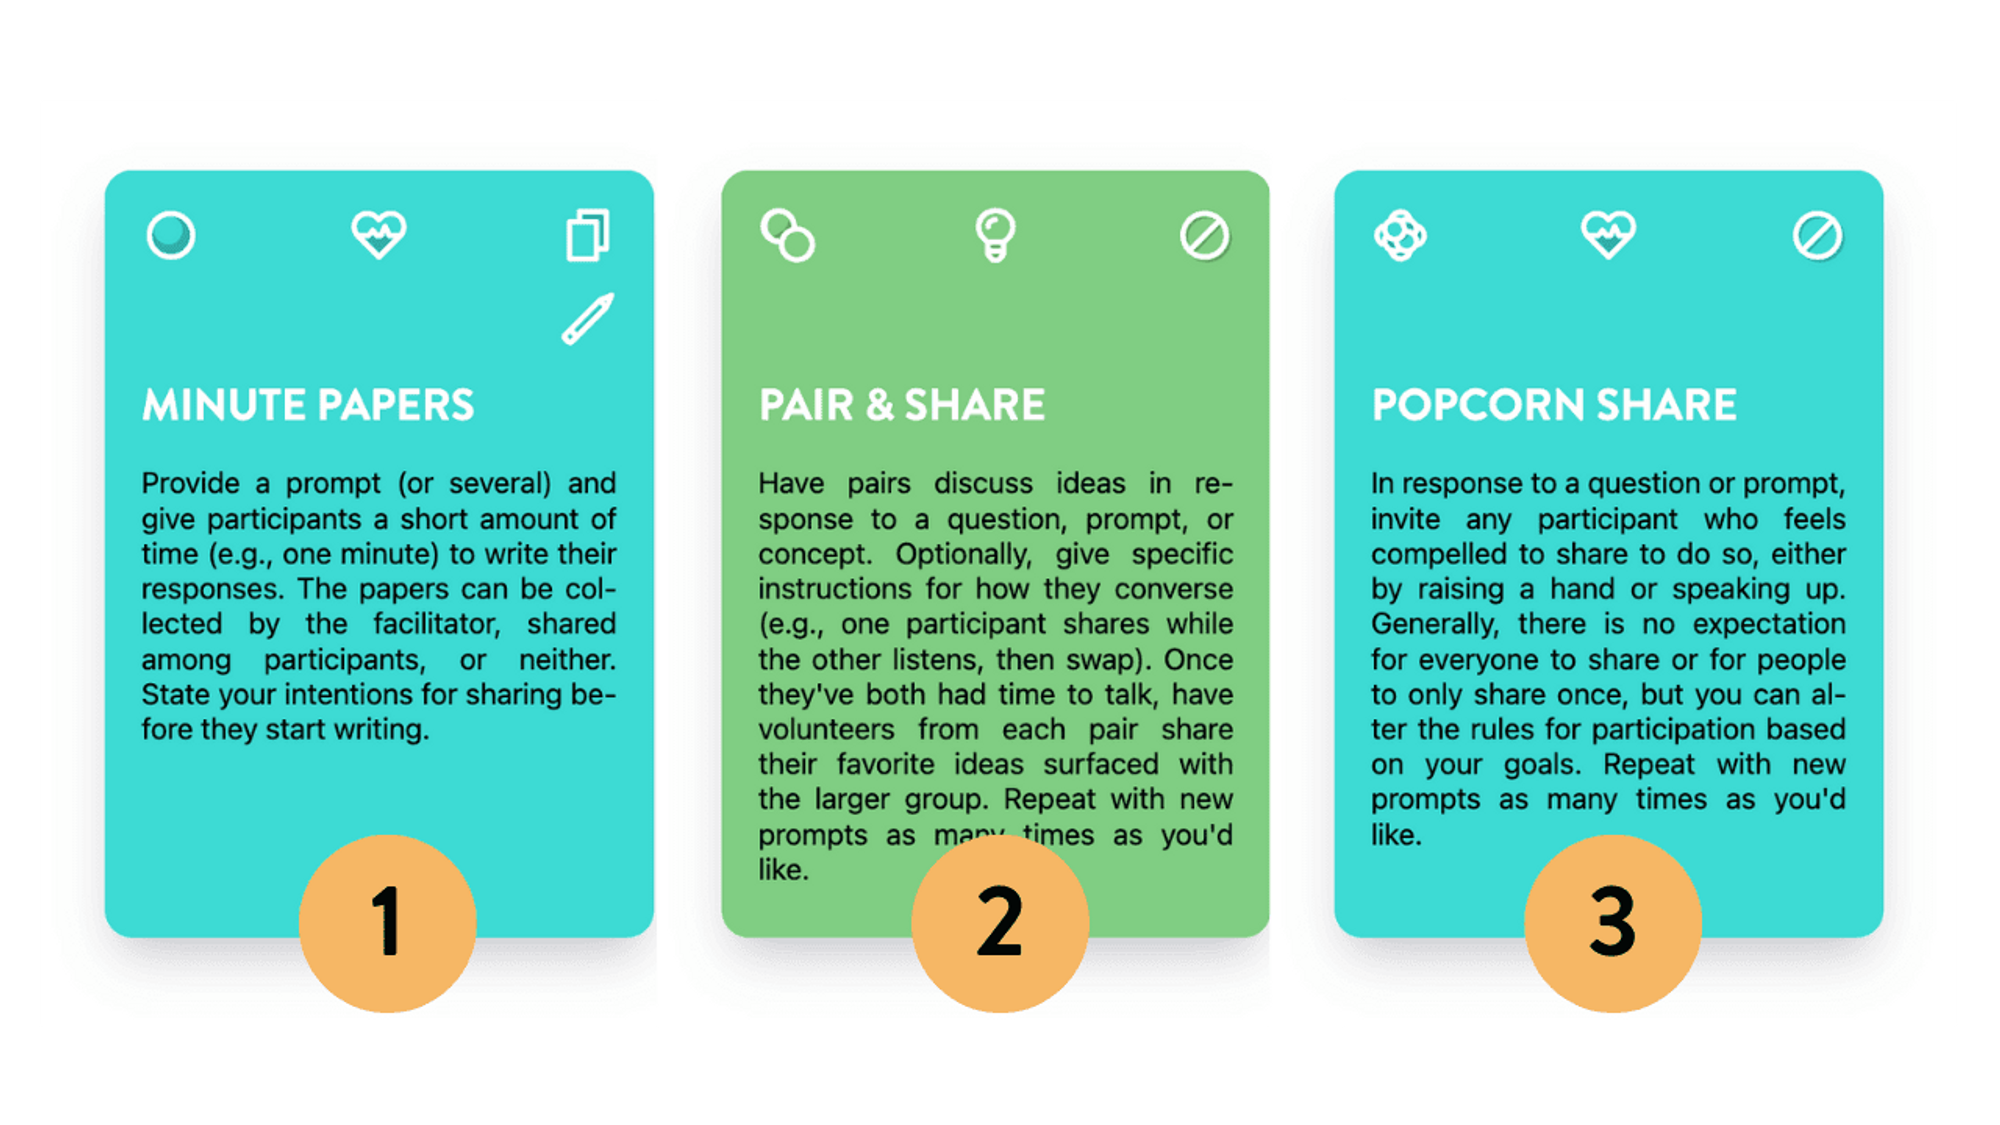 MINUTE PAPERS
Provide a prompt (or several) and
give participants a short amount of
time (e.g., one minute) to write their
responses. The papers can be col-
lected by the facilitator, shared
among participants, or neither.
State your intentions for sharing be-
fore they start writing.
1
PAIR & SHARE
Have pairs discuss ideas in re-
sponse to a question, prompt, or
concept. Optionally, give specific
instructions for how they converse
(e.g., one participant shares while
the other listens, then swap). Once
they've both had time to talk, have
volunteers from each pair share
their favorite ideas surfaced with
the larger group. Repeat with new
prompts as many times as you'd
like.
2
POPCORN SHARE
In response to a question or prompt,
invite any participant who feels
compelled to share to do so, either
by raising a hand or speaking up.
Generally, there is no expectation
for everyone to share or for people
to only share once, but you can al-
ter the rules for participation based
on your goals. Repeat with new
prompts as many times as you'd
like.
3